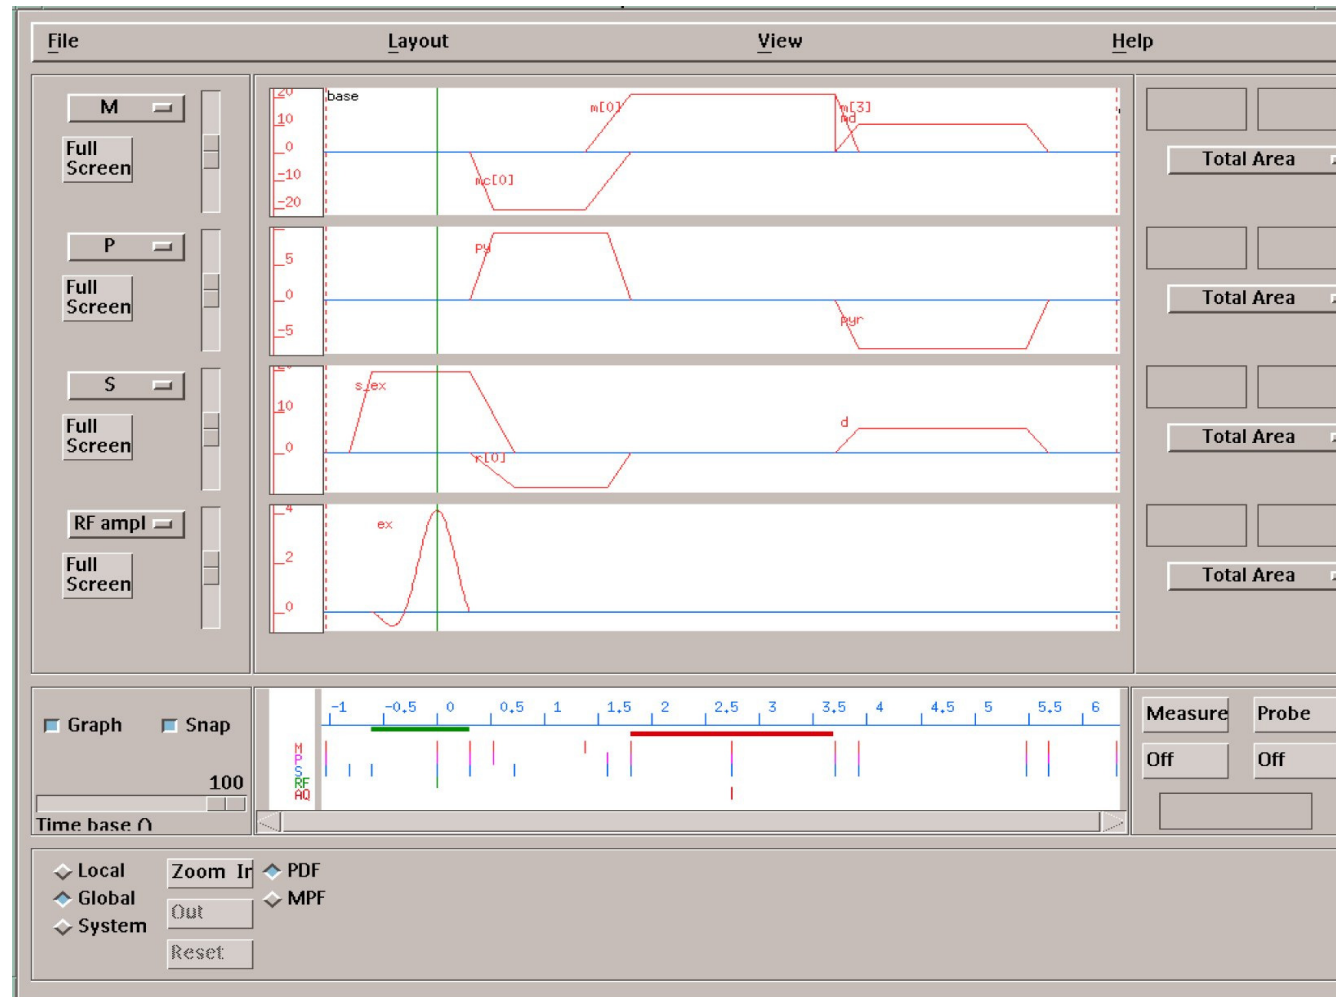 File Layout View Help
M
Full
Screen
20
10
0
-10
-20
base
m[0]
m[3]
md
mc[0]
Total Area
P
Full
Screen
5
0
-5
py
pyr
Total Area
S
Full
Screen
10
0
s_ex
r[0]
d
Total Area
RF ampl
Full
Screen
4
2
0
ex
Total Area
Graph Snap
100
Time base ()
-1 -0.5 0 0.5 1 1.5 2 2.5 3 3.5 4 4.5 5 5.5 6
M
P
S
RF
AQ
Measure Probe
Off Off
Local
Global
System
Zoom In
Out
Reset
PDF
MPF